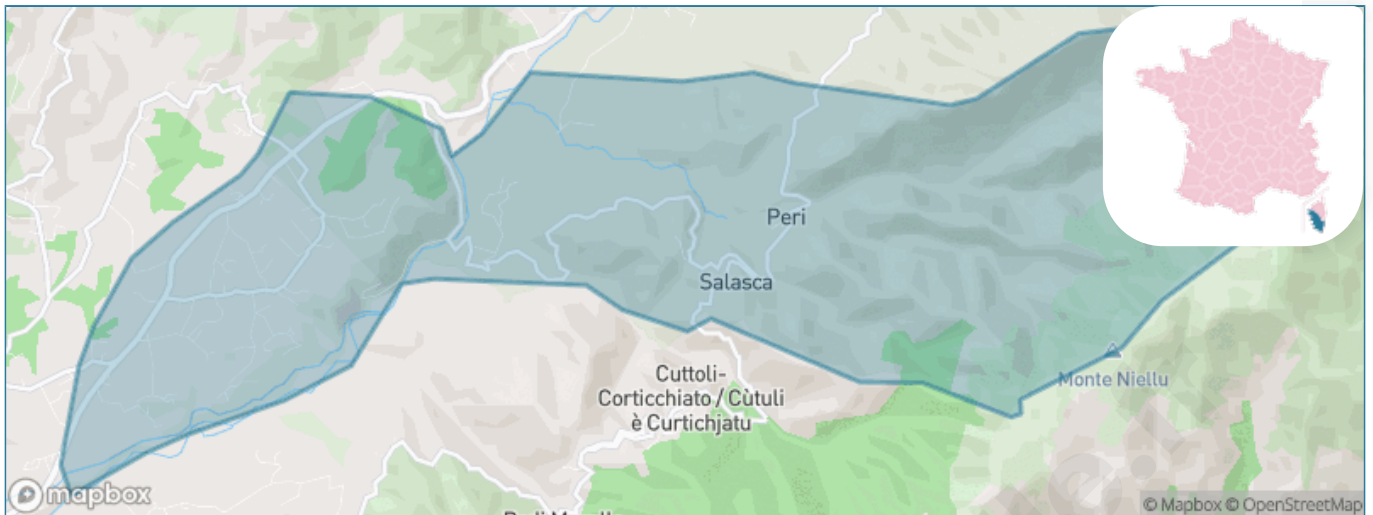 Peri
Salasca
Cuttoli-
Corticchiato / Cùtuli
è Curtichjatu
Monte Niellu
mapbox
© Mapbox © OpenStreetMap